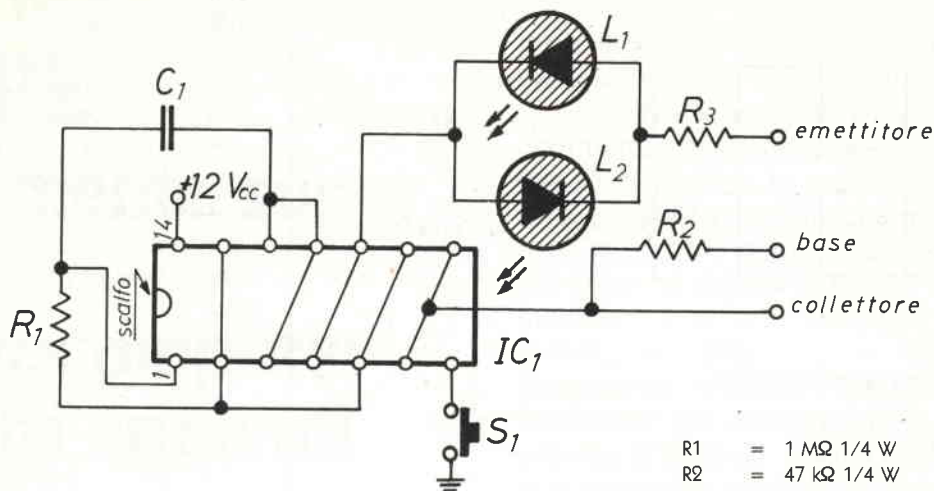 L1
C1
R3
emettitore
+12 Vcc
L2
R2
14
base
scalfo
collettore
R1
IC1
1
S1
R1 = 1 MΩ 1/4 W
R2 = 47 kΩ 1/4 W